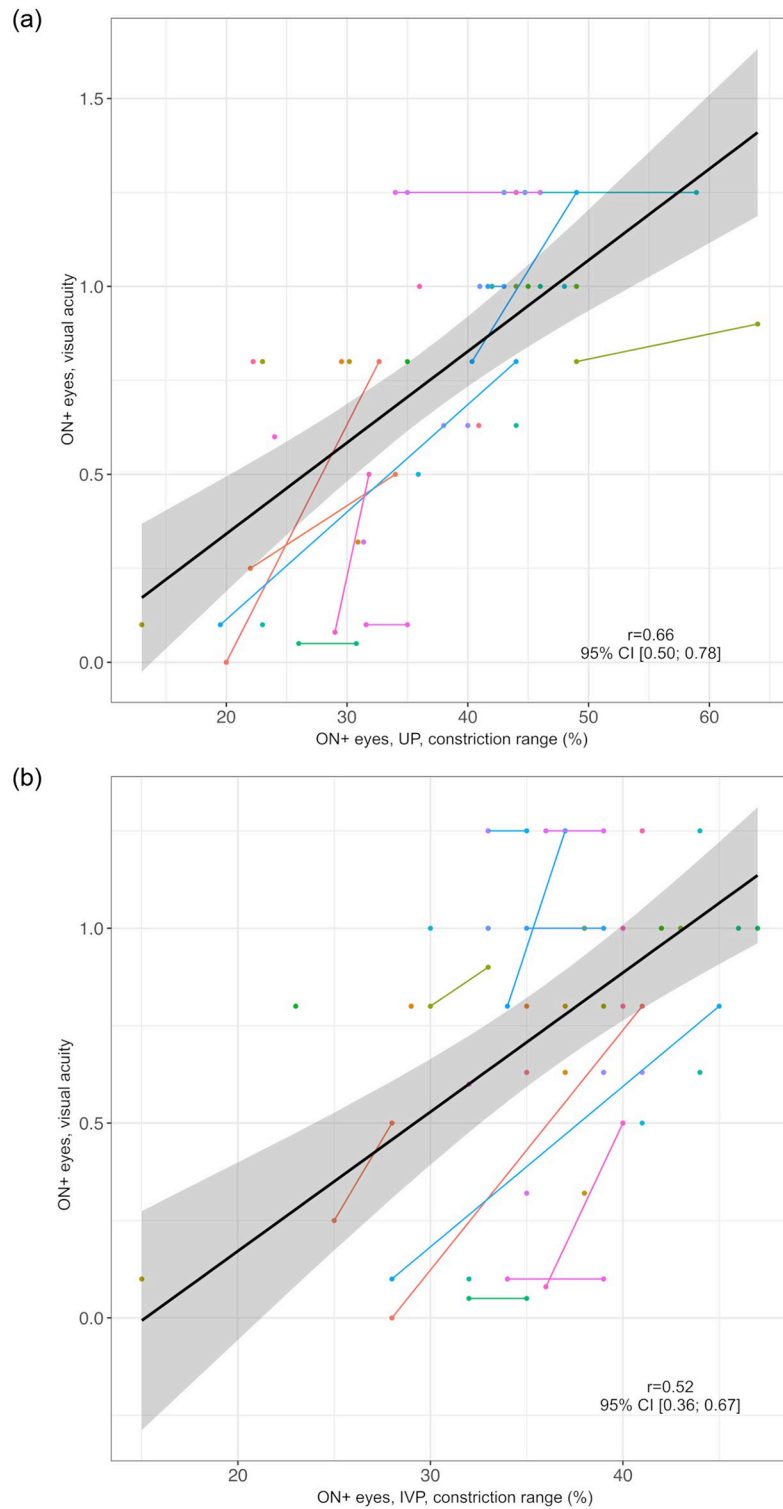 (a)
1.5
1.0
0.5
0.0
ON+ eyes, visual acuity
r=0.66
95% CI [0.50; 0.78]
20 30 40 50 60
ON+ eyes, UP, constriction range (%)
(b)
1.0
0.5
0.0
ON+ eyes, visual acuity
r=0.52
95% CI [0.36; 0.67]
20 30 40
ON+ eyes, IVP, constriction range (%)